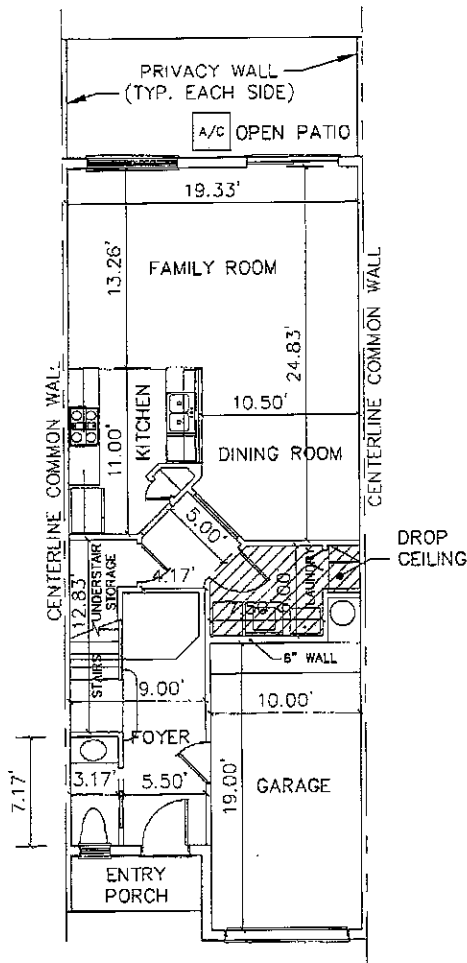 PRIVACY WALL
(TYP. EACH SIDE)
A/C
OPEN PATIO
19.33'
13.26'
FAMILY ROOM
24.83'
CENTERLINE COMMON WALL
CENTERLINE COMMON WALL
11.00'
KITCHEN
10.50'
DINING ROOM
5.00'
DROP
CEILING
LAUNDRY
12.83'
UNDERSTAIR
STORAGE
4.17'
6" WALL
STAIRS
9.00'
10.00'
FOYER
7.17'
3.17'
5.50'
19.00'
GARAGE
ENTRY
PORCH